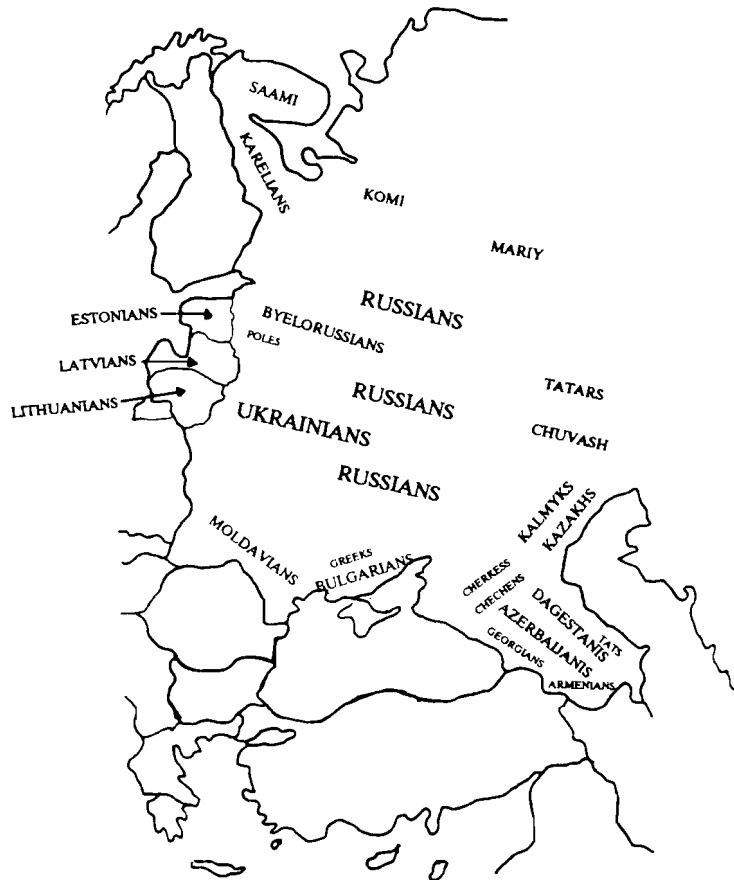 SAAMI
KARELIANS
KOMI
MARIY
RUSSIANS
ESTONIANS
BYELORUSSIANS
POLES
LATVIANS
RUSSIANS
TATARS
LITHUANIANS
UKRAINIANS
CHUVASH
RUSSIANS
KALMYKS
KAZAKHS
MOLDAVIANS
GREEKS
BULGARIANS
CHERKESS
CHECHENS
DAGESTANIS
TATS
AZERBAIJANIS
GEORGIANS
ARMENIANS